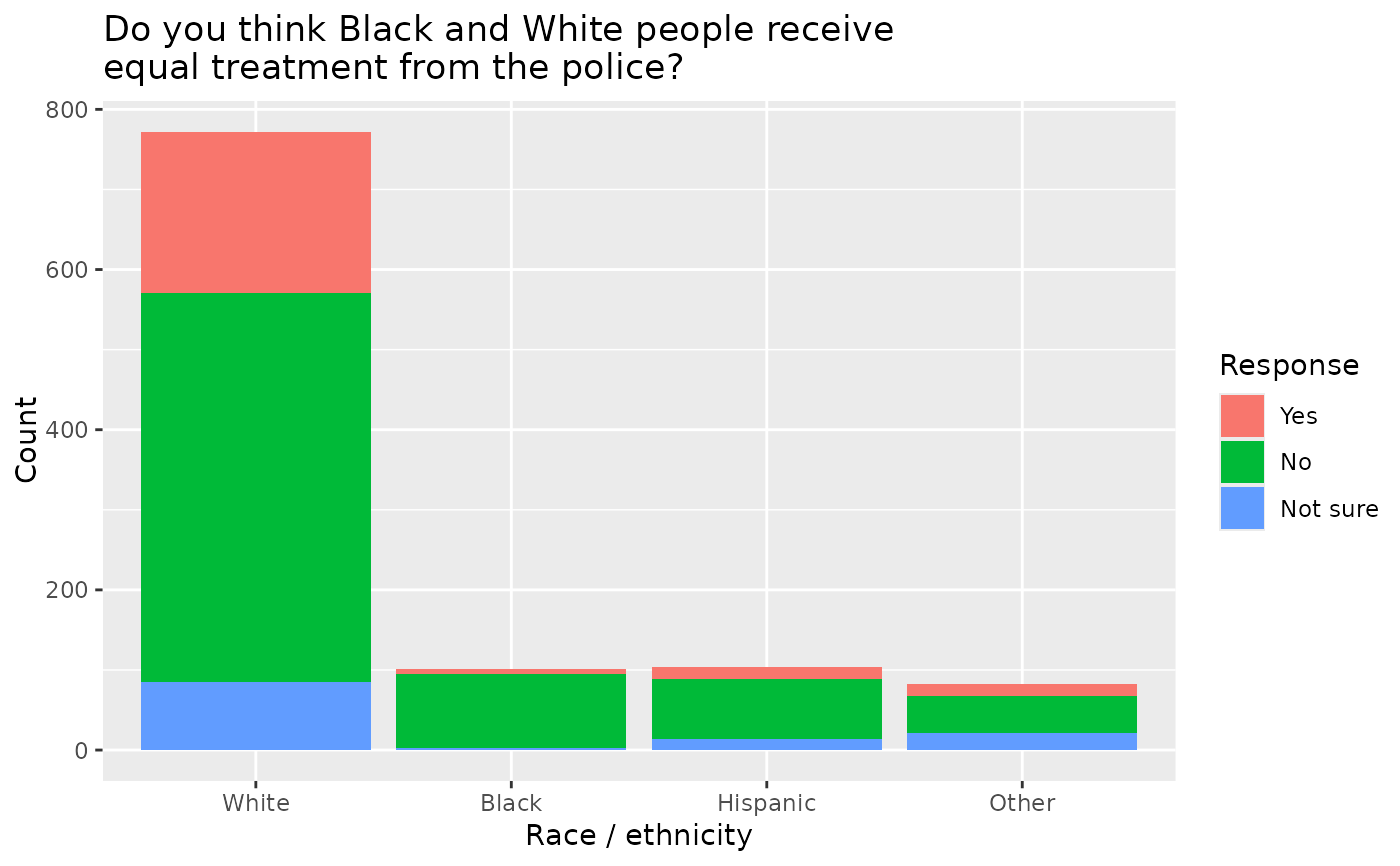 Do you think Black and White people receive
equal treatment from the police?
800
600
400
200
0
Count
White Black Hispanic Other
Race / ethnicity
Response
Yes
No
Not sure